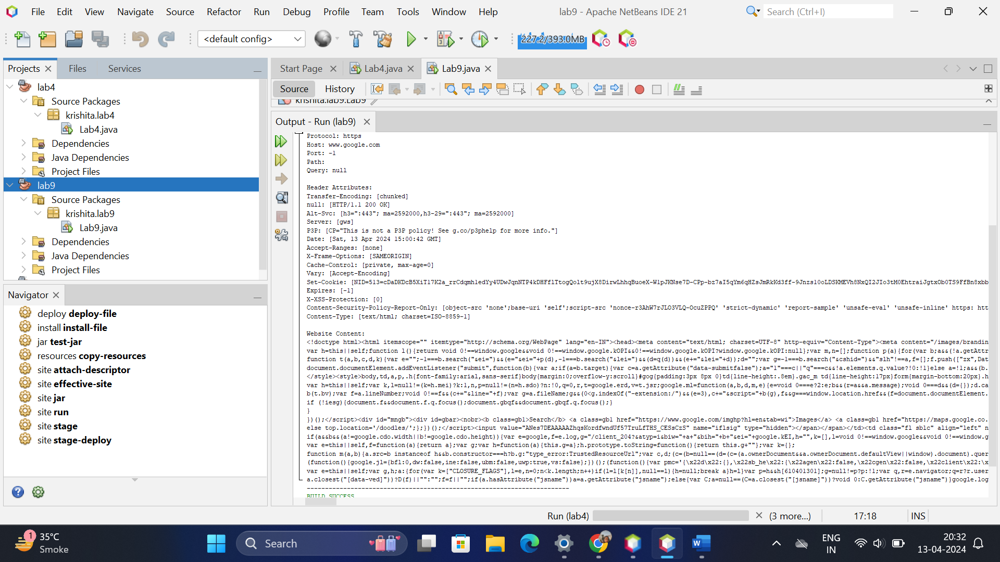 File Edit View Navigate Source Refactor Run Debug Profile Team Tools Window Help
lab9 - Apache NetBeans IDE 21
Search (Ctrl+I)
<default config>
227.2/393.0MB
Projects Files Services
lab4
Source Packages
krishita.lab4
Lab4.java
Dependencies
Java Dependencies
Project Files
lab9
Source Packages
krishita.lab9
Lab9.java
Dependencies
Java Dependencies
Project Files
Navigator
deploy deploy-file
install install-file
jar test-jar
resources copy-resources
site attach-descriptor
site effective-site
site jar
site run
site stage
site stage-deploy
Start Page Lab4.java Lab9.java
Source History
krishita.lab9.Lab9
Output - Run (lab9)
Protocol: https
Host: www.google.com
Port: -1
Path:
Query: null
Header Attributes:
Transfer-Encoding: [chunked]
null: [HTTP/1.1 200 OK]
Alt-Svc: [h3=":443"; ma=2592000,h3-29=":443"; ma=2592000]
Server: [gws]
P3P: [CP="This is not a P3P policy! See g.co/p3phelp for more info."]
Date: [Sat, 13 Apr 2024 15:00:42 GMT]
Accept-Ranges: [none]
X-Frame-Options: [SAMEORIGIN]
Cache-Control: [private, max-age=0]
Vary: [Accept-Encoding]
Set-Cookie:
Expires: [-1]
X-XSS-Protection: [0]
Content-Security-Policy-Report-Only: [object-src 'none';base-uri 'self';script-src 'nonce-r3AhW7rJLO3VLQ-OcuZPPQ' 'strict-dynamic' 'report-sample' 'unsafe-eval' 'unsafe-inline' https: htt
Content-Type: [text/html; charset=ISO-8859-1]
Website Content:
<!doctype html><html itemscope="" itemtype="http://schema.org/WebPage" lang="en-IN"><head><meta content="text/html; charset=UTF-8" http-equiv="Content-Type"><meta content="/images/brandin
var h=this||self;function l(){return void 0!==window.google&&void 0!==window.google.kOPI&&0!==window.google.kOPI?window.google.kOPI:null};var m,n=[];function p(a){for(var b;a&&(!a.getAttr
function t(a,b,c,d,k){var e="";-1===b.search("&ei=")&&(e="&ei="+p(d),-1===b.search("&lei=")&&(d=q(d))&&(e+="&lei="+d));d="";var g=-1===b.search("&cshid=")&&"slh"!==a,f=[];f.push(["zx",Dat
document.documentElement.addEventListener("submit",function(b){var a;if(a=b.target){var c=a.getAttribute("data-submitfalse");a="1"===c||"q"===c&&!a.elements.q.value?!0:!1}else a=!1;a&&(b.
</style><style>body,td,a,p,.h{font-family:arial,sans-serif}body{margin:0;overflow-y:scroll}#gog{padding:3px 8px 0}td{line-height:.8em}.gac_m td{line-height:17px}form{margin-bottom:20px}.h
var h=this||self;var k,l=null!=(k=h.mei)?k:1,n,p=null!=(n=h.sdo)?n:!0,q=0,r,t=google.erd,v=t.jsr;google.ml=function(a,b,d,m,e){e=void 0===e?2:e;b&&(r=a&&a.message);void 0===d&&(d={});d.ca
b(t.bv);var f=a.lineNumber;void 0!==f&&(c+="&line="+f);var g=a.fileName;g&&(0<g.indexOf("-extension:/")&&(e=3),c+="&script="+b(g),f&&g===window.location.href&&(f=document.documentElement.
if (!iesg){document.f&&document.f.q.focus();document.gbqf&&document.gbqf.q.focus();}
}
})();</script><div id="mngb"><div id=gbar><nobr><b class=gb1>Search</b> <a class=gb1 href="https://www.google.com/imghp?hl=en&tab=wi">Images</a> <a class=gb1 href="https://maps.google.co.
else top.location='/doodles/';};})();</script><input value="ANes7DEAAAAAZhqsKordfwndUf57TruLfTHS_CESsCzS" name="iflsig" type="hidden"></span></span></td><td class="fl sblc" align="left" n
if(a&&b&&(a!=google.cdo.width||b!=google.cdo.height)){var e=google,f=e.log,g="/client_204?&atyp=i&biw="+a+"&bih="+b+"&ei="+google.kEI,h="",k=[],l=void 0!==window.google&&void 0!==window.g
var e=this||self,f=function(a){return a};var g;var h=function(a){this.g=a};h.prototype.toString=function(){return this.g+""};var k={};
function m(a,b){a.src=b instanceof h&&b.constructor===h?b.g:"type_error:TrustedResourceUrl";var c,d;(c=(b=null==(d=(c=(a.ownerDocument&&a.ownerDocument.defaultView||window).document).quer
(function(){google.jl={bfl:0,dw:false,ine:false,ubm:false,uwp:true,vs:false};})();(function(){var pmc='{\x22d\x22:{},\x22sb_he\x22:{\x22agen\x22:false,\x22cgen\x22:false,\x22client\x22:\x
var e=this||self;var g,h;a:{for(var k=["CLOSURE_FLAGS"],l=e,n=0;n<k.length;n++)if(l=l[k[n]],null==l){h=null;break a}h=l}var p=h&&h[610401301];g=null!=p?p:!1;var q,r=e.navigator;q=r?r.user
a.closest("[data-ved]"))?D(f)||"":"";f=f||"";if(a.hasAttribute("jsname"))a=a.getAttribute("jsname");else{var C;a=null==(C=a.closest("[jsname]"))?void 0:C.getAttribute("jsname")}google.log
------------------------------------------------------------------------
BUILD SUCCESS
Run (lab4) (3 more...) 17:18 INS
1
35°C
Smoke
Search
ENG
IN
20:32
13-04-2024